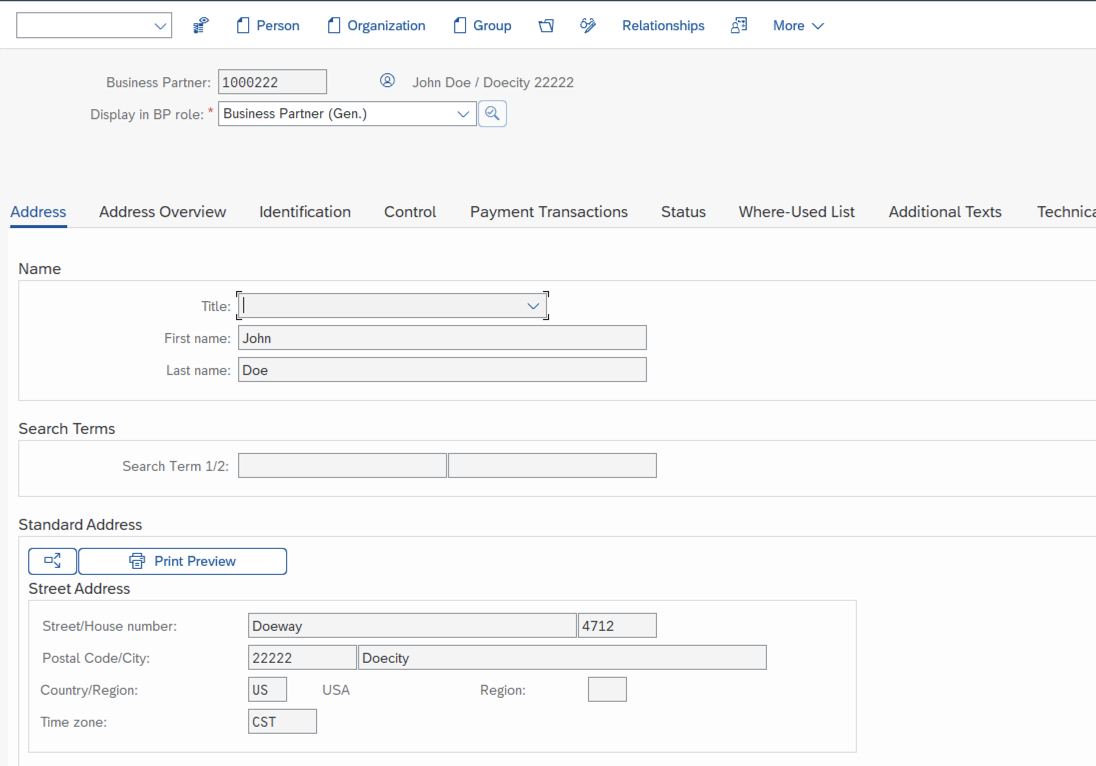 Person Organization Group Relationships More
Business Partner: 1000222 John Doe / Doecity 22222
Display in BP role: * Business Partner (Gen.)
Address Address Overview Identification Control Payment Transactions Status Where-Used List Additional Texts Technica
Name
Title:
First name: John
Last name: Doe
Search Terms
Search Term 1/2:
Standard Address
Print Preview
Street Address
Street/House number: Doeway 4712
Postal Code/City: 22222 Doecity
Country/Region: US USA Region:
Time zone: CST